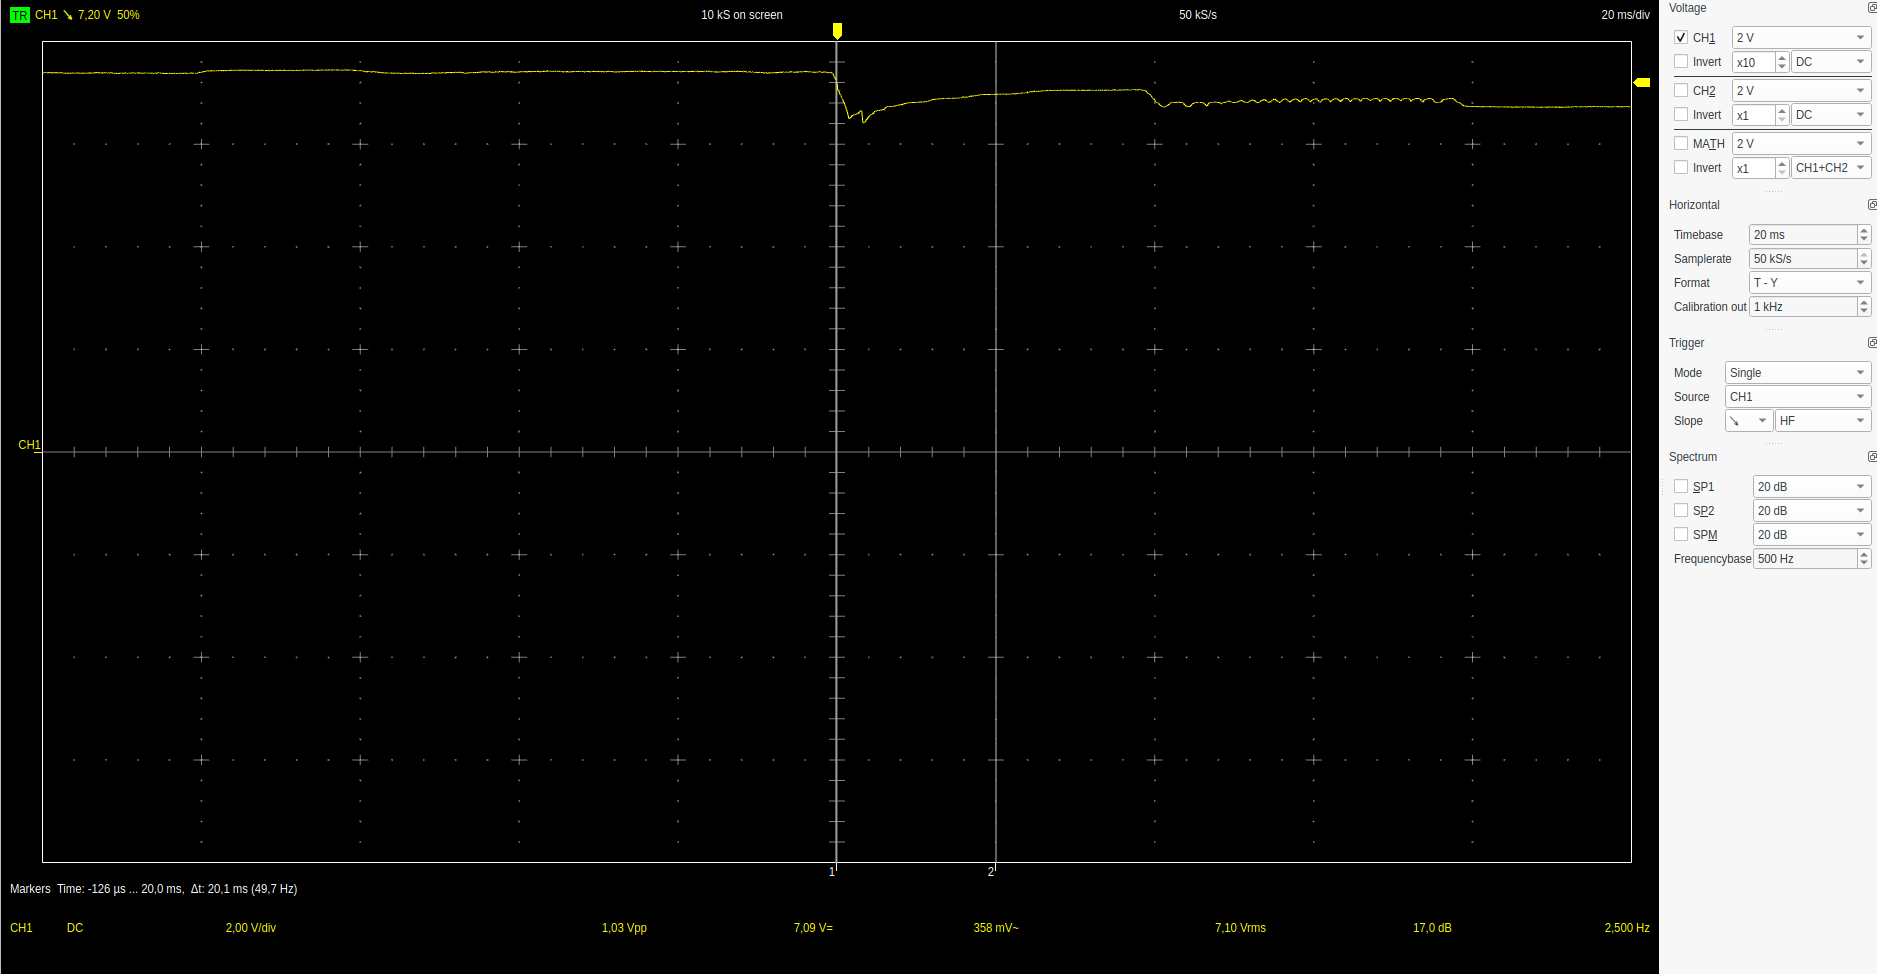 TR CH1 ↘ 7,20 V 50% 10 kS on screen 50 kS/s 20 ms/div
CH1
1 2
Markers Time: -126 µs ... 20,0 ms, Δt: 20,1 ms (49,7 Hz)
CH1 DC 2,00 V/div 1,03 Vpp 7,09 V= 358 mV~ 7,10 Vrms 17,0 dB 2,500 Hz
Voltage
CH1 2 V
Invert x10 DC
CH2 2 V
Invert x1 DC
MATH 2 V
Invert x1 CH1+CH2
Horizontal
Timebase 20 ms
Samplerate 50 kS/s
Format T - Y
Calibration out 1 kHz
Trigger
Mode Single
Source CH1
Slope ↘ HF
Spectrum
SP1 20 dB
SP2 20 dB
SPM 20 dB
Frequencybase 500 Hz